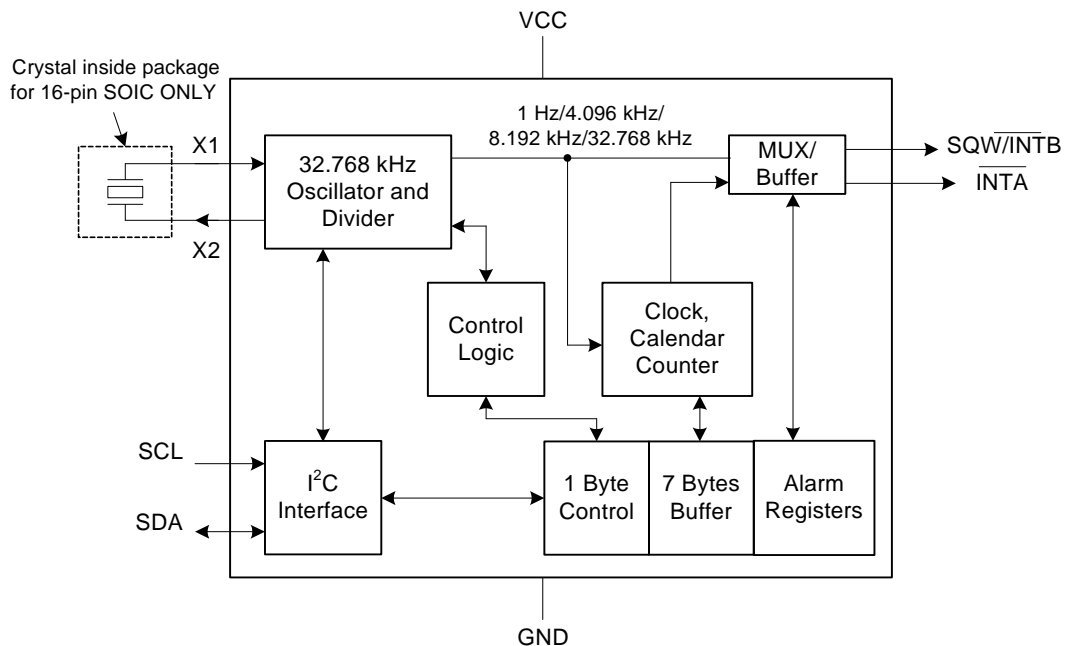 VCC
Crystal inside package
for 16-pin SOIC ONLY
1 Hz/4.096 kHz/
8.192 kHz/32.768 kHz
X1
X2
32.768 kHz
Oscillator and
Divider
MUX/
Buffer
SQW/INTB
INTA
Control
Logic
Clock,
Calendar
Counter
SCL
SDA
I²C
Interface
1 Byte
Control
7 Bytes
Buffer
Alarm
Registers
GND